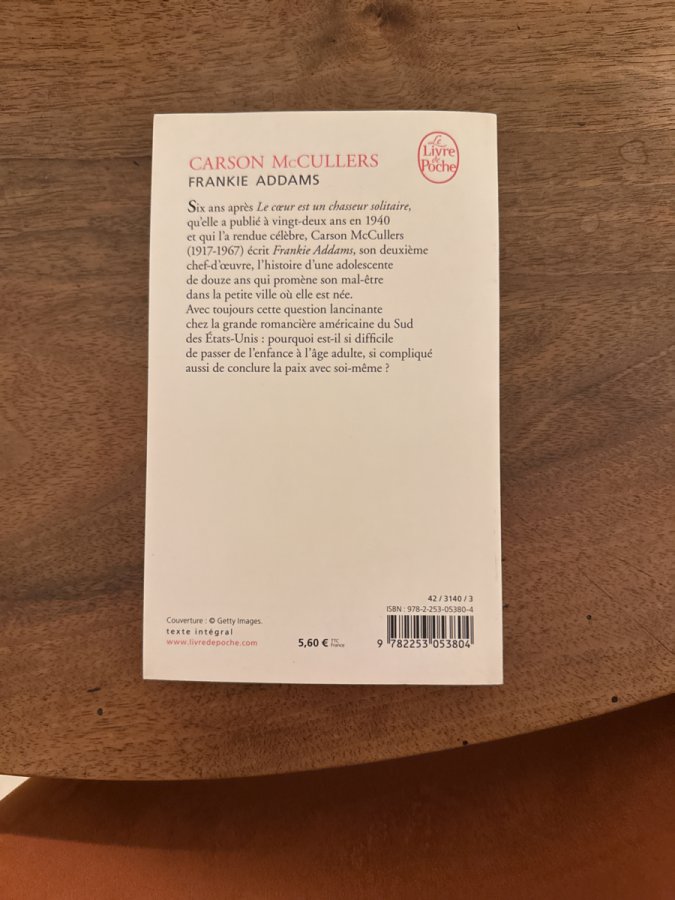 CARSON McCULLERS
FRANKIE ADDAMS
Le
Livre
de
Poche
Six ans après Le cœur est un chasseur solitaire,
qu'elle a publié à vingt-deux ans en 1940
et qui l'a rendue célèbre, Carson McCullers
(1917-1967) écrit Frankie Addams, son deuxième
chef-d'œuvre, l'histoire d'une adolescente
de douze ans qui promène son mal-être
dans la petite ville où elle est née.
Avec toujours cette question lancinante
chez la grande romancière américaine du Sud
des États-Unis : pourquoi est-il si difficile
de passer de l'enfance à l'âge adulte, si compliqué
aussi de conclure la paix avec soi-même ?
Couverture : © Getty Images.
texte intégral
www.livredepoche.com
5,60 € TTC
France
42 / 3140 / 3
ISBN : 978-2-253-05380-4
9 782253 053804